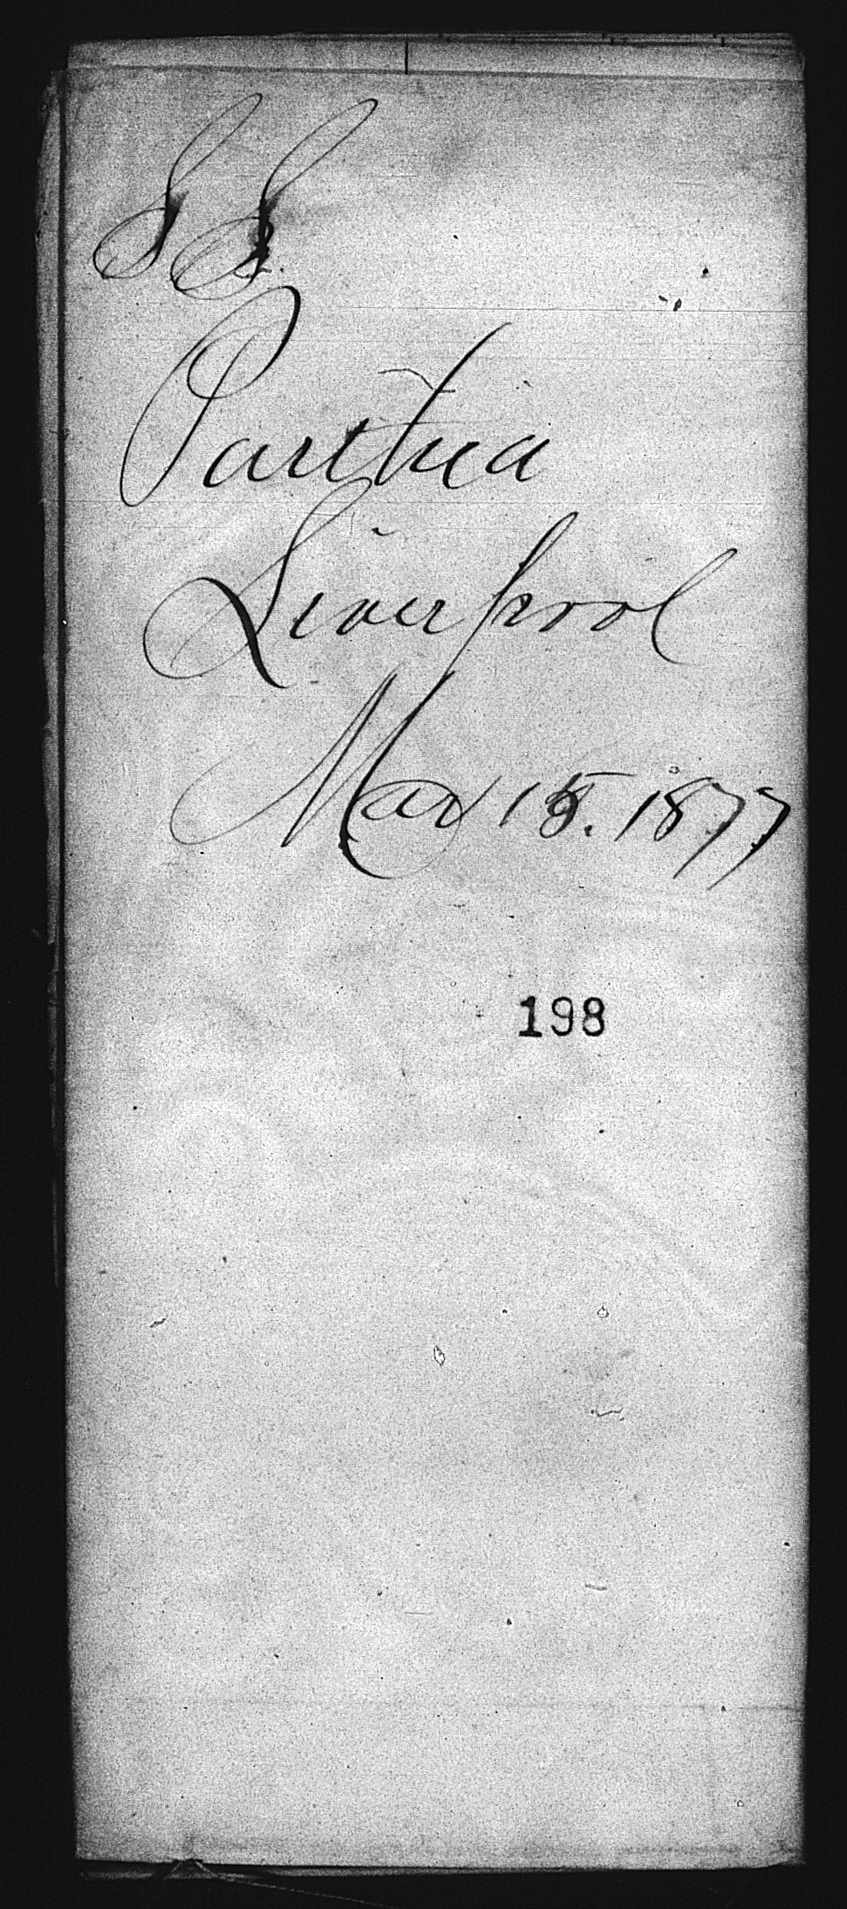 S S.
Parthia
Liverpool
Mar 15. 1877
198